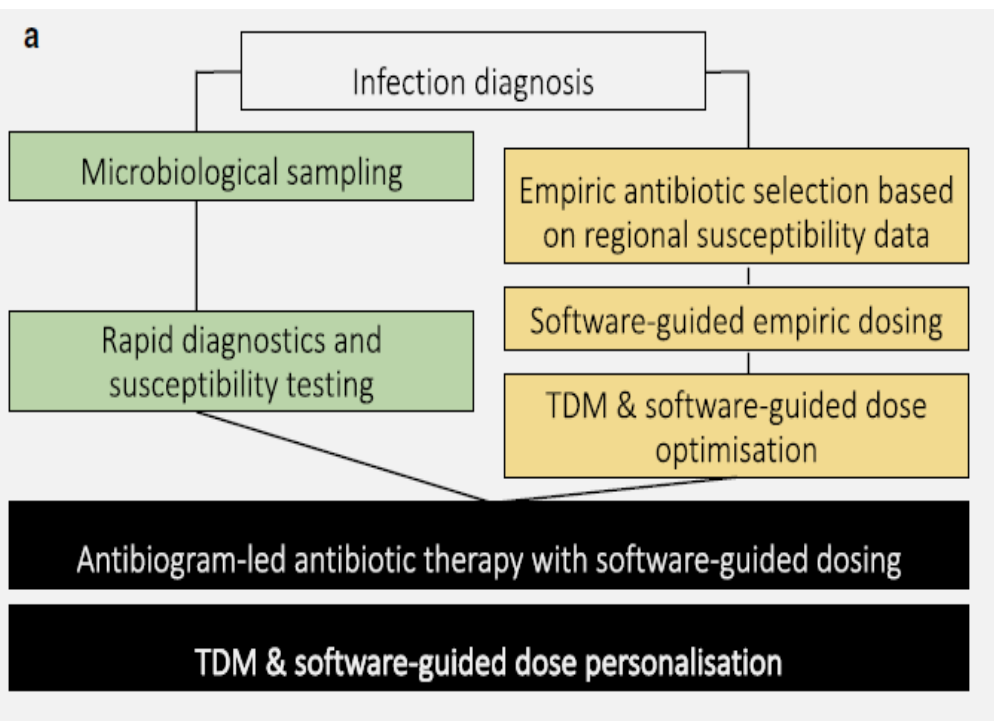 a
Infection diagnosis
Microbiological sampling
Rapid diagnostics and
susceptibility testing
Empiric antibiotic selection based
on regional susceptibility data
Software-guided empiric dosing
TDM & software-guided dose
optimisation
Antibiogram-led antibiotic therapy with software-guided dosing
TDM & software-guided dose personalisation